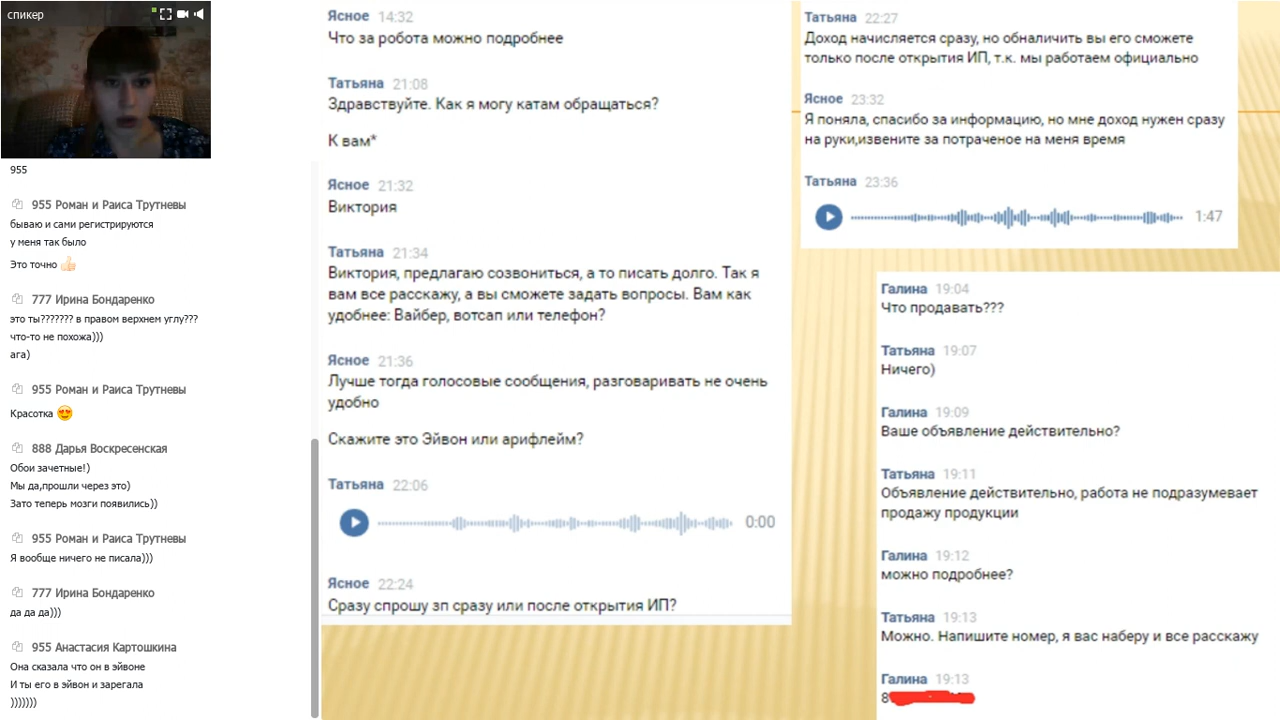 спикер
955
955 Роман и Раиса Трутневы
бываю и сами регистрируются
у меня так было
Это точно
777 Ирина Бондаренко
это ты??????? в правом верхнем углу???
что-то не похожа)))
ага)
955 Роман и Раиса Трутневы
Красотка
888 Дарья Воскресенская
Обои зачетные!)
Мы да,прошли через это)
Зато теперь мозги появились))
955 Роман и Раиса Трутневы
Я вообще ничего не писала)))
777 Ирина Бондаренко
да да да)))
955 Анастасия Картошкина
Она сказала что он в эйвоне
И ты его в эйвон и зарегала
)))))))
Ясное 14:32
Что за робота можно подробнее
Татьяна 21:08
Здравствуйте. Как я могу катам обращаться?
К вам*
Ясное 21:32
Виктория
Татьяна 21:34
Виктория, предлагаю созвониться, а то писать долго. Так я
вам все расскажу, а вы сможете задать вопросы. Вам как
удобнее: Вайбер, вотсап или телефон?
Ясное 21:36
Лучше тогда голосовые сообщения, разговаривать не очень
удобно
Скажите это Эйвон или арифлейм?
Татьяна 22:06
0:00
Ясное 22:24
Сразу спрошу зп сразу или после открытия ИП?
Татьяна 22:27
Доход начисляется сразу, но обналичить вы его сможете
только после открытия ИП, т.к. мы работаем официально
Ясное 23:32
Я поняла, спасибо за информацию, но мне доход нужен сразу
на руки,извените за потраченое на меня время
Татьяна 23:36
1:47
Галина 19:04
Что продавать???
Татьяна 19:07
Ничего)
Галина 19:09
Ваше объявление действительно?
Татьяна 19:11
Объявление действительно, работа не подразумевает
продажу продукции
Галина 19:12
можно подробнее?
Татьяна 19:13
Можно. Напишите номер, я вас наберу и все расскажу
Галина 19:13
8